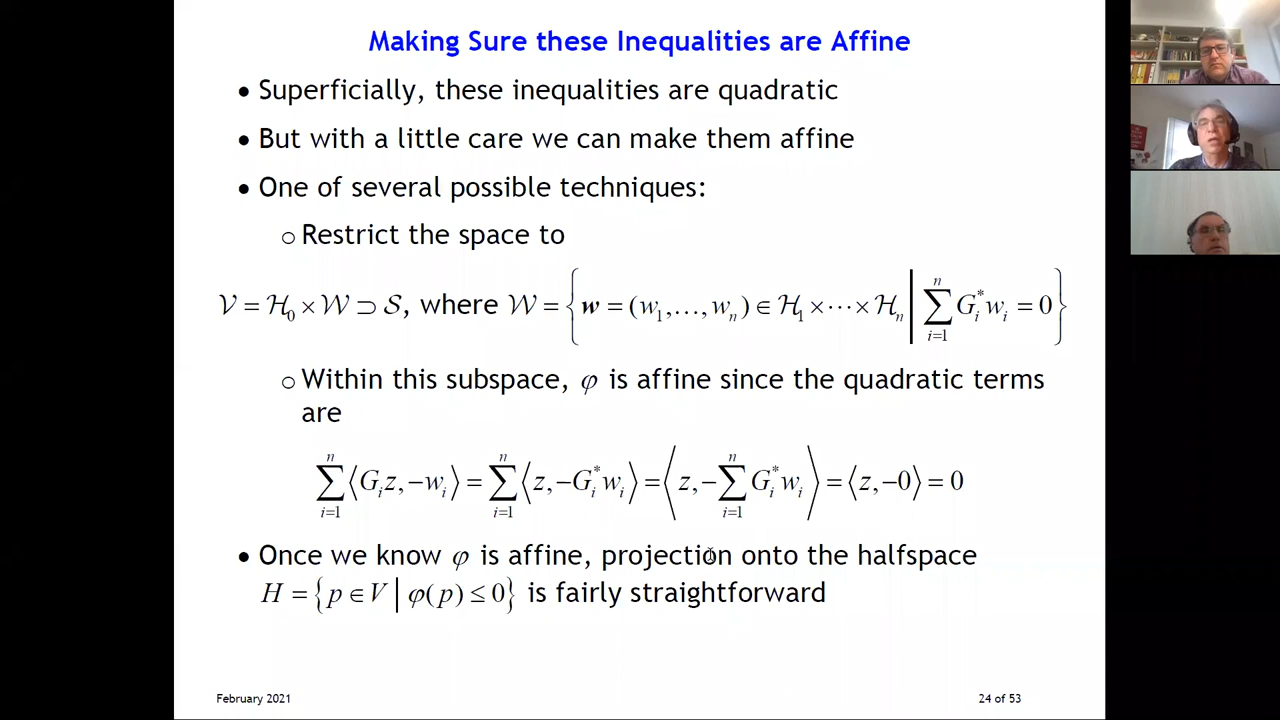 Making Sure these Inequalities are Affine
• Superficially, these inequalities are quadratic
• But with a little care we can make them affine
• One of several possible techniques:
○ Restrict the space to
𝒱 = ℋ₀ × 𝒲 ⊃ 𝒮, where 𝒲 = { w = (w₁,…,wₙ) ∈ ℋ₁ × ⋯ × ℋₙ | ∑ᵢ₌₁ⁿ Gᵢ* wᵢ = 0 }
○ Within this subspace, φ is affine since the quadratic terms
are
∑ᵢ₌₁ⁿ ⟨Gᵢz, −wᵢ⟩ = ∑ᵢ₌₁ⁿ ⟨z, −Gᵢ* wᵢ⟩ = ⟨z, −∑ᵢ₌₁ⁿ Gᵢ* wᵢ⟩ = ⟨z, −0⟩ = 0
• Once we know φ is affine, projection onto the halfspace
H = { p ∈ V | φ(p) ≤ 0 } is fairly straightforward
February 2021
24 of 53